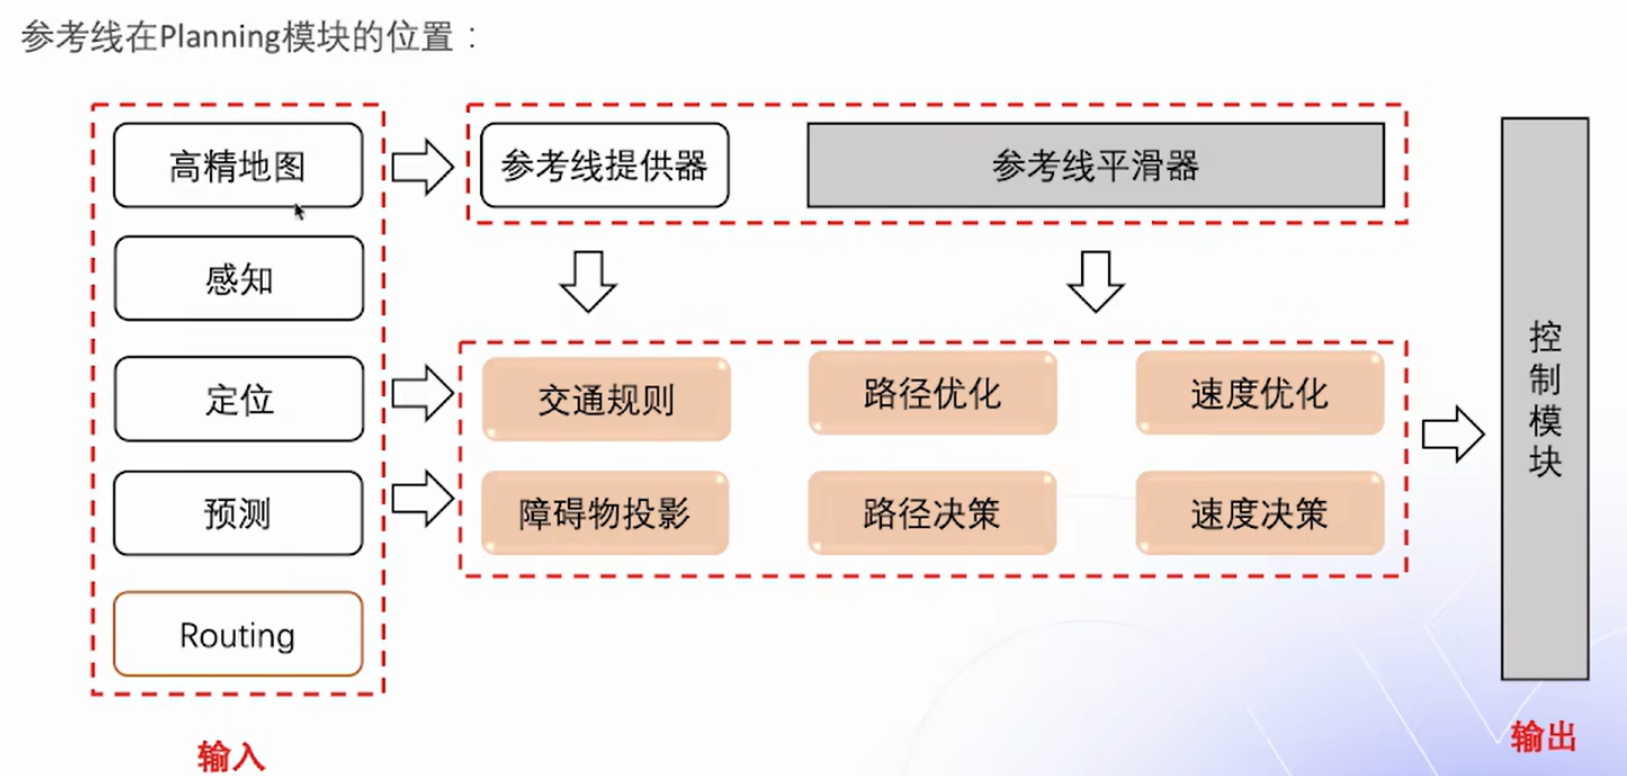 参考线在Planning模块的位置：
高精地图
参考线提供器
参考线平滑器
感知
定位
预测
Routing
输入
交通规则
路径优化
速度优化
障碍物投影
路径决策
速度决策
控制模块
输出